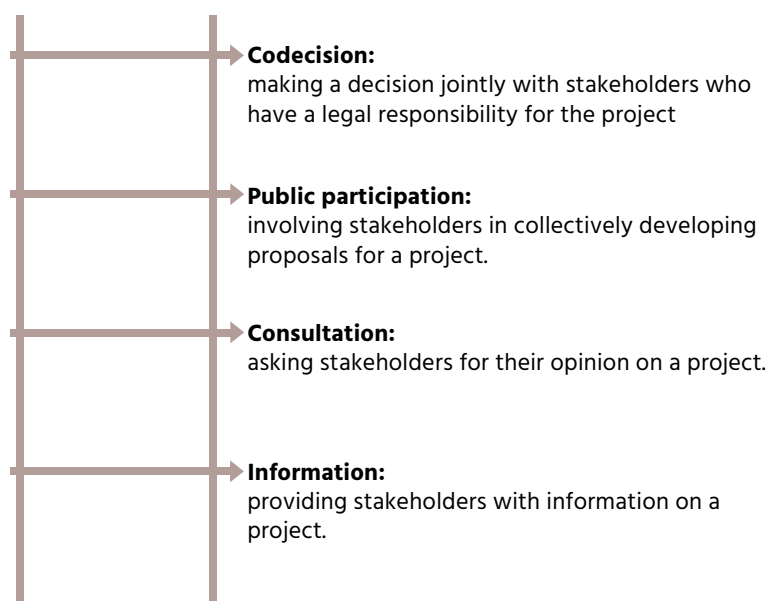 Codecision:
making a decision jointly with stakeholders who
have a legal responsibility for the project
Public participation:
involving stakeholders in collectively developing
proposals for a project.
Consultation:
asking stakeholders for their opinion on a project.
Information:
providing stakeholders with information on a
project.